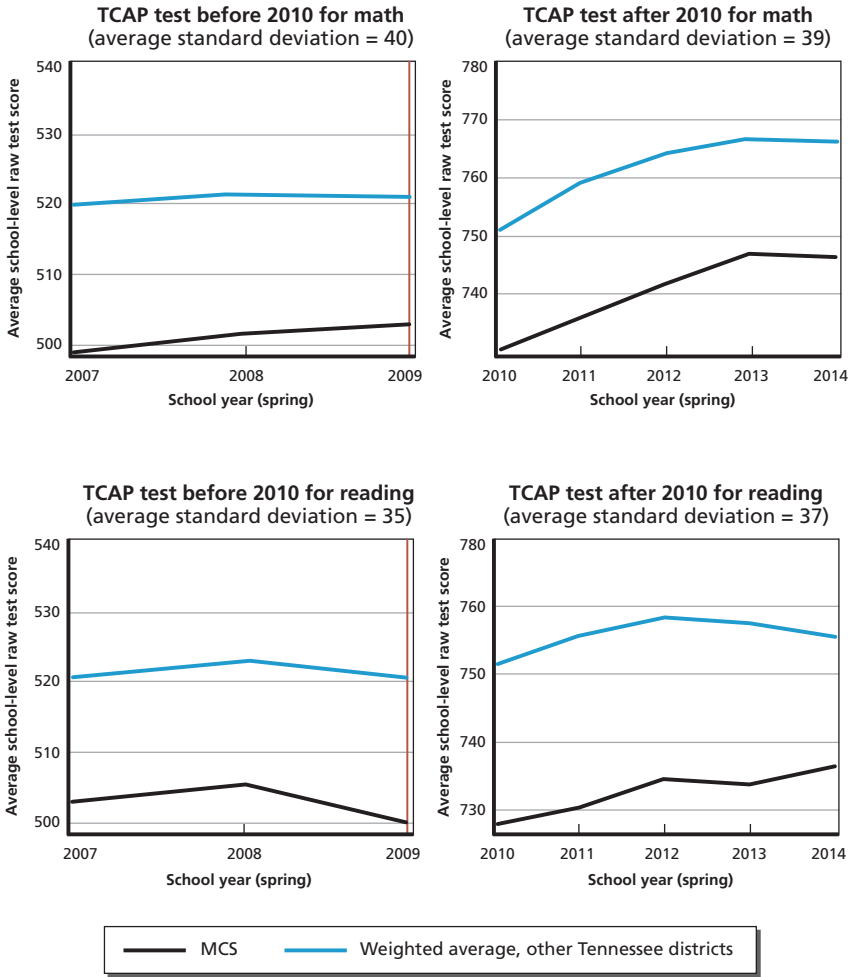 TCAP test before 2010 for math
(average standard deviation = 40)
Average school-level raw test score
540
530
520
510
500
2007
2008
2009
School year (spring)
TCAP test after 2010 for math
(average standard deviation = 39)
Average school-level raw test score
780
770
760
750
740
2010
2011
2012
2013
2014
School year (spring)
TCAP test before 2010 for reading
(average standard deviation = 35)
Average school-level raw test score
540
530
520
510
500
2007
2008
2009
School year (spring)
TCAP test after 2010 for reading
(average standard deviation = 37)
Average school-level raw test score
780
760
750
740
730
2010
2011
2012
2013
2014
School year (spring)
MCS
Weighted average, other Tennessee districts